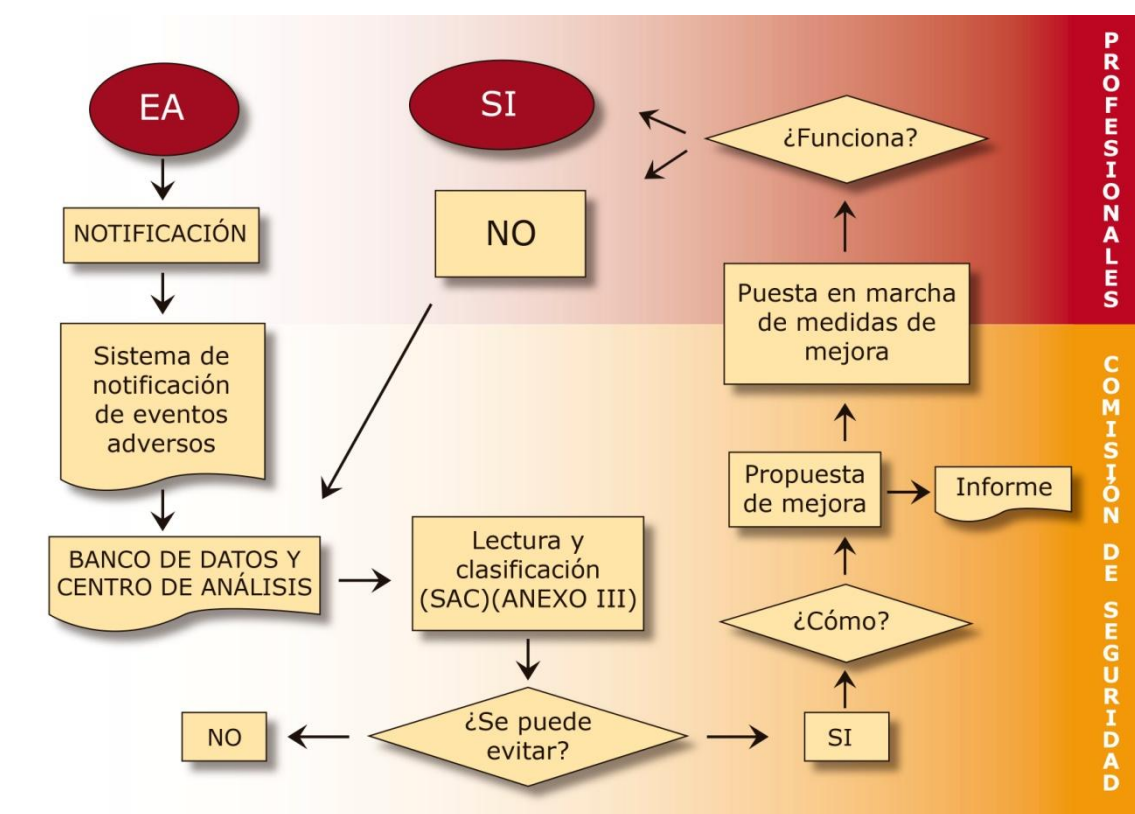 EA
NOTIFICACIÓN
Sistema de
notificación
de eventos
adversos
BANCO DE DATOS Y
CENTRO DE ANÁLISIS
Lectura y
clasificación
(SAC)(ANEXO III)
¿Se puede
evitar?
NO
SI
¿Cómo?
Propuesta
de mejora
Informe
Puesta en marcha
de medidas de
mejora
¿Funciona?
SI
NO
PROFESIONALES
COMISIÓN DE SEGURIDAD